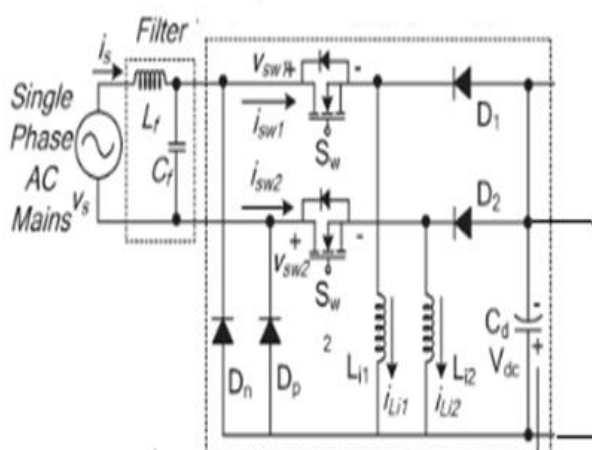 Filter
i_s
Single
Phase
AC
Mains
v_s
L_f
C_f
v_sw1
+
-
i_sw1
S_w
D_1
i_sw2
D_2
+
-
v_sw2
S_w
2
D_n
D_p
L_i1
i_Li1
L_i2
i_Li2
C_d
V_dc
-
+